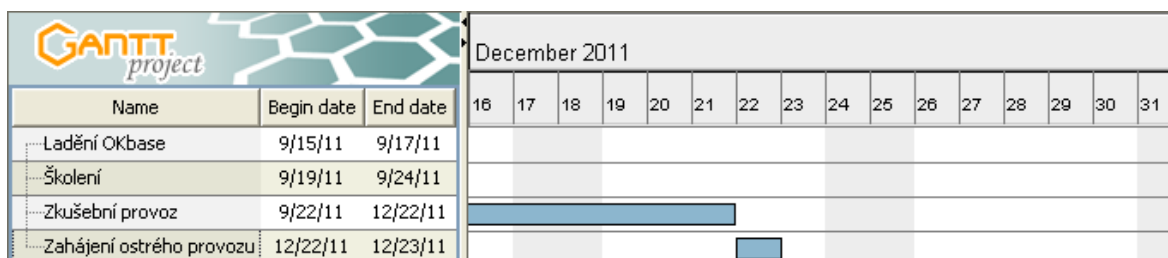 GANTT
project
December 2011
Name Begin date End date 16 17 18 19 20 21 22 23 24 25 26 27 28 29 30 31
Ladění OKbase 9/15/11 9/17/11
Školení 9/19/11 9/24/11
Zkušební provoz 9/22/11 12/22/11
Zahájení ostrého provozu 12/22/11 12/23/11